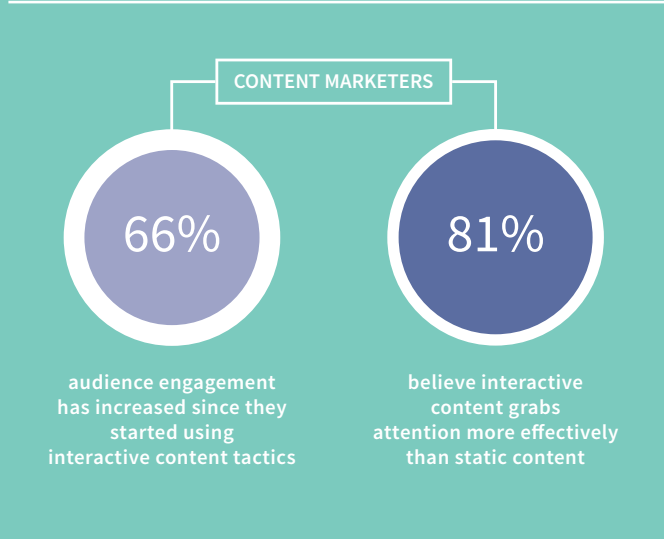 CONTENT MARKETERS
66%
audience engagement
has increased since they
started using
interactive content tactics
81%
believe interactive
content grabs
attention more effectively
than static content